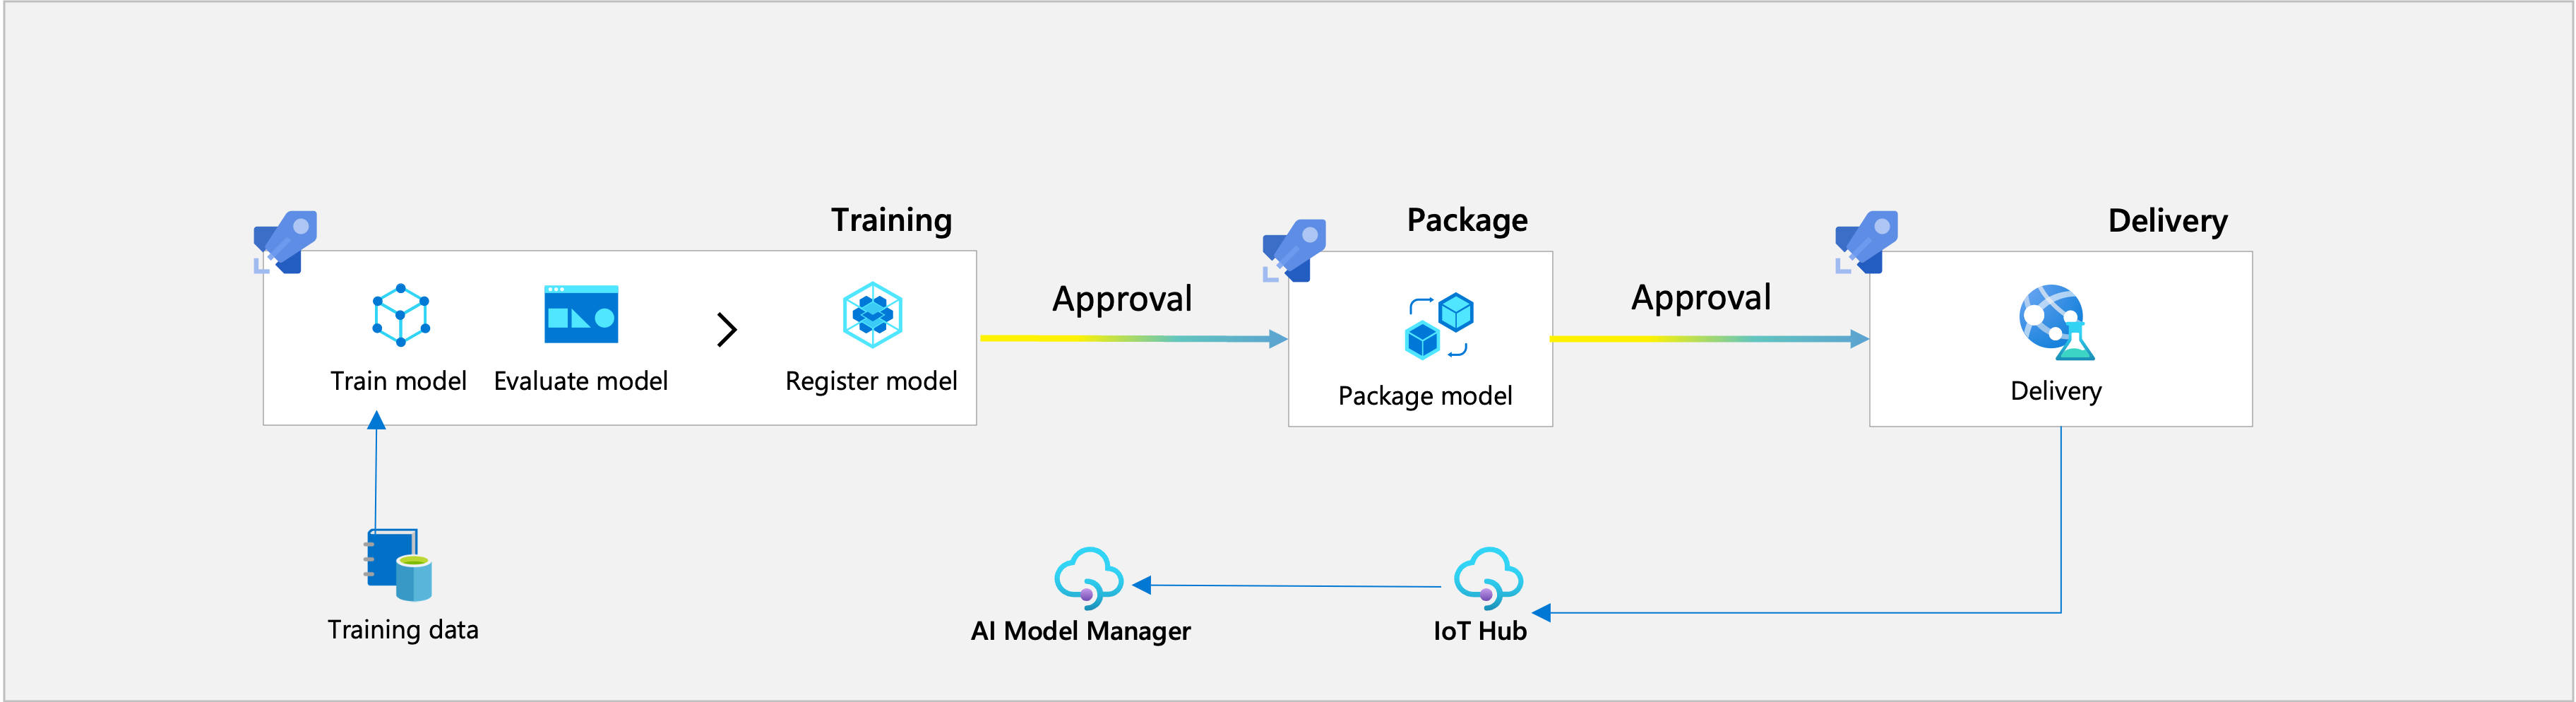 Training
Package
Delivery
Approval
Approval
Train model
Evaluate model
Register model
Package model
Delivery
Training data
AI Model Manager
IoT Hub